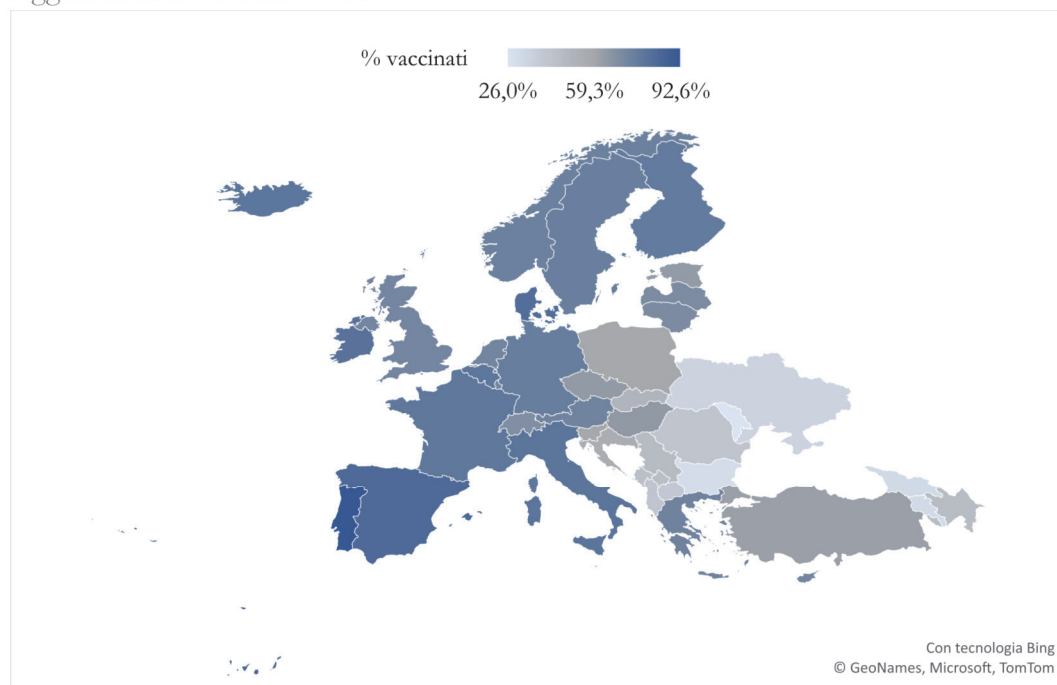 % vaccinati
26,0% 59,3% 92,6%
Con tecnologia Bing
© GeoNames, Microsoft, TomTom